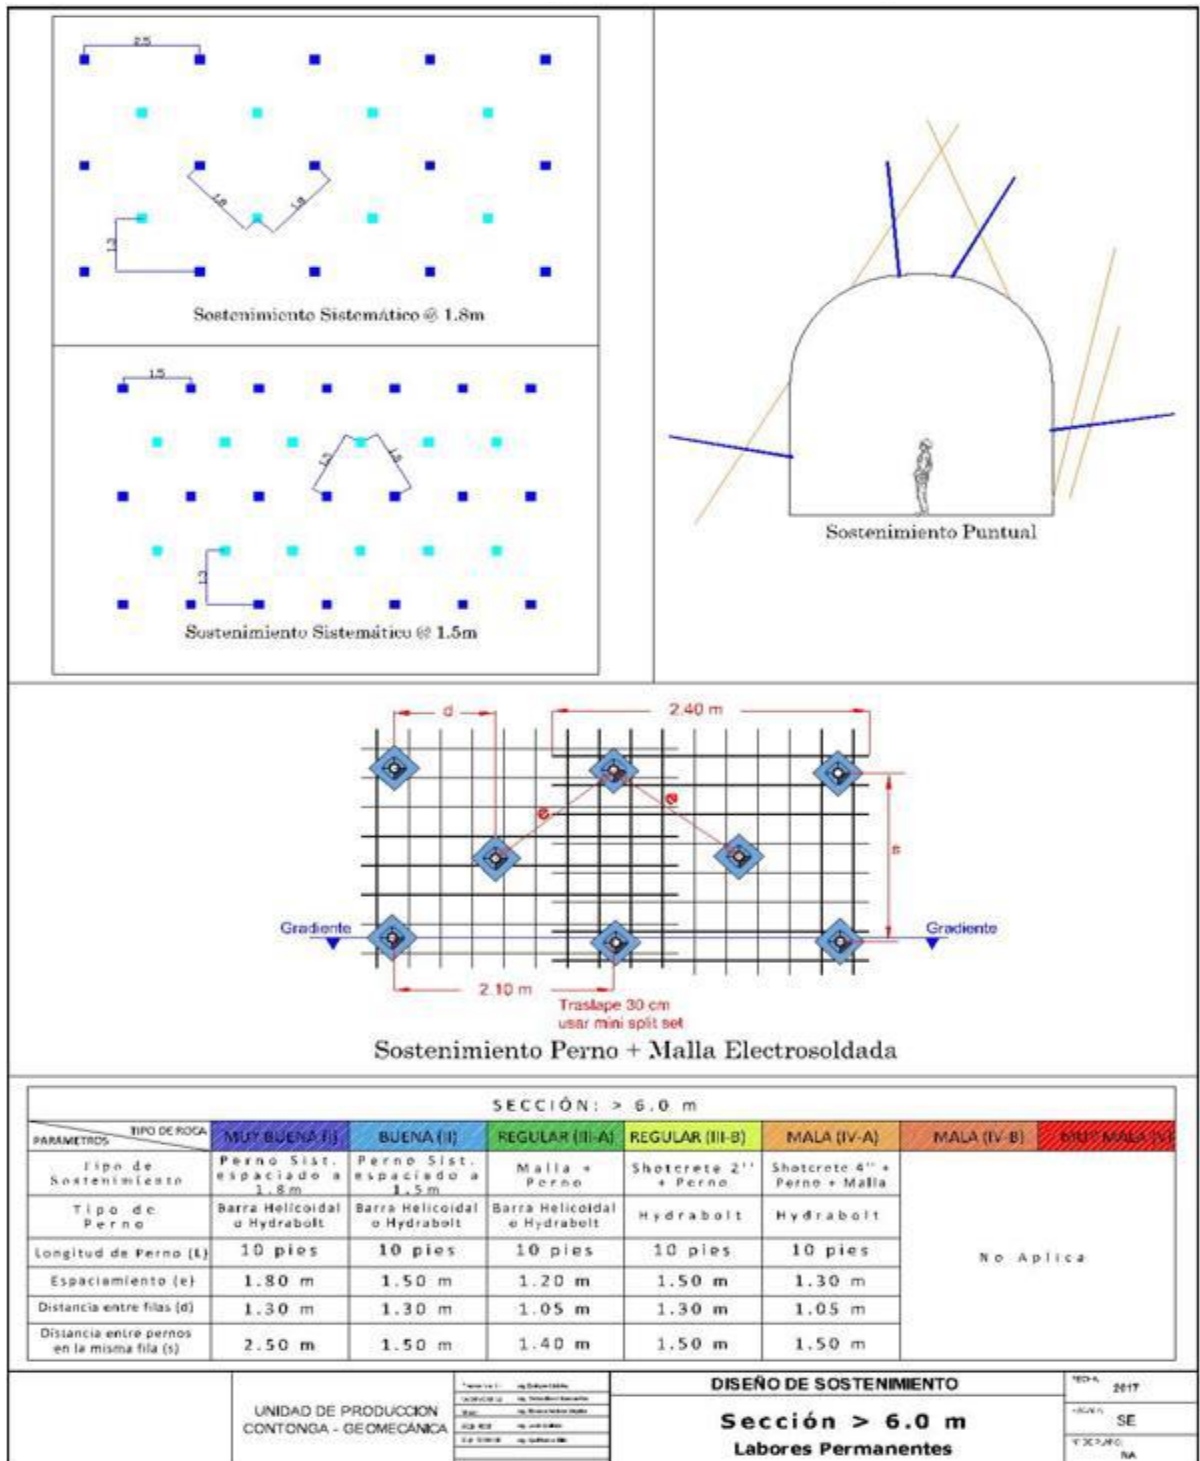 2.5
1.8
1.8
1.3
Sostenimiento Sistemático @ 1.8m
1.5
1.5
1.5
1.3
Sostenimiento Sistemático @ 1.5m
Sostenimiento Puntual
d
2.40 m
e
e
s
Gradiente
Gradiente
2.10 m
Traslape 30 cm
usar mini split set
Sostenimiento Perno + Malla Electrosoldada
SECCIÓN: > 6.0 m
TIPO DE ROCA
PARAMETROS
MUY BUENA (I)
BUENA (II)
REGULAR (III-A)
REGULAR (III-B)
MALA (IV-A)
MALA (IV-B)
MUY MALA (V)
Tipo de Sostenimiento
Perno Sist. espaciado a 1.8m
Perno Sist. espaciado a 1.5m
Malla + Perno
Shotcrete 2'' + Perno
Shotcrete 4'' + Perno + Malla
No Aplica
Tipo de Perno
Barra Helicoidal o Hydrabolt
Barra Helicoidal o Hydrabolt
Barra Helicoidal o Hydrabolt
Hydrabolt
Hydrabolt
Longitud de Perno (L)
10 pies
10 pies
10 pies
10 pies
10 pies
Espaciamiento (e)
1.80 m
1.50 m
1.20 m
1.50 m
1.30 m
Distancia entre filas (d)
1.30 m
1.30 m
1.05 m
1.30 m
1.05 m
Distancia entre pernos en la misma fila (s)
2.50 m
1.50 m
1.40 m
1.50 m
1.50 m
UNIDAD DE PRODUCCION
CONTONGA - GEOMECÁNICA
DISEÑO DE SOSTENIMIENTO
Sección > 6.0 m
Labores Permanentes
2017
SE
NA